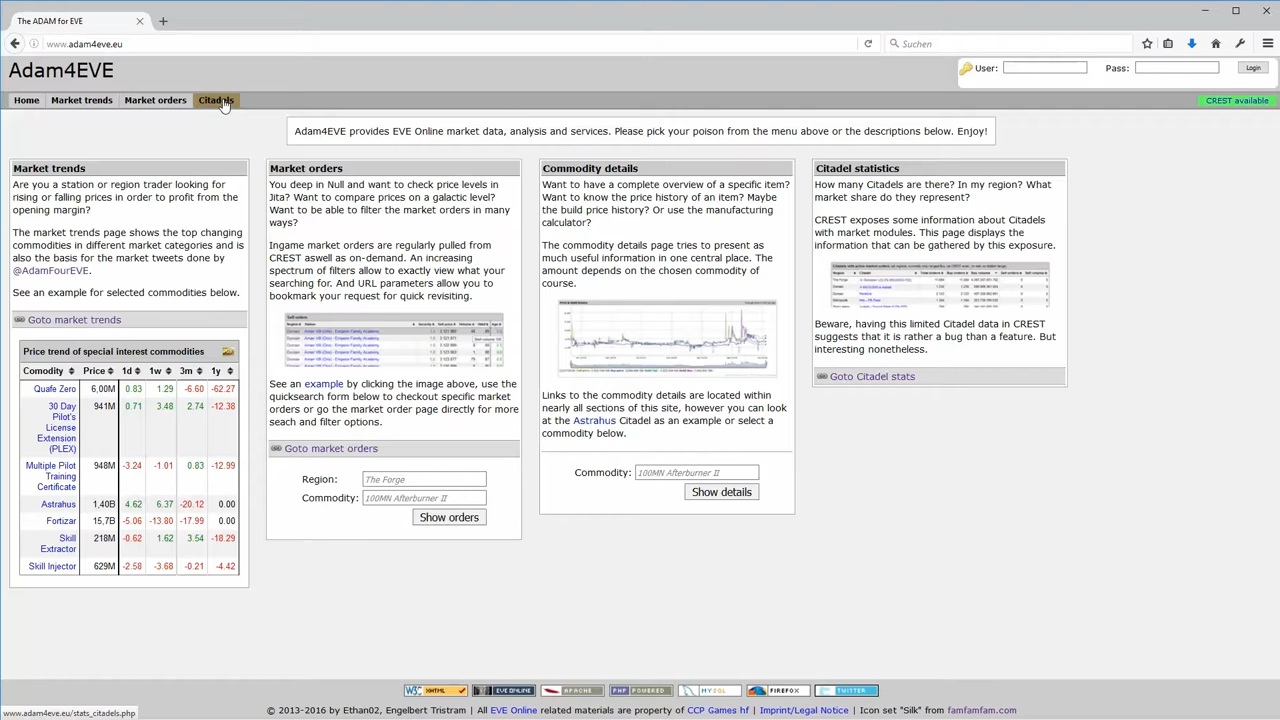 The ADAM for EVE
www.adam4eve.eu
Suchen
Adam4EVE
User:
Pass:
Login
Home
Market trends
Market orders
Citadels
CREST available
Adam4EVE provides EVE Online market data, analysis and services. Please pick your poison from the menu above or the descriptions below. Enjoy!
Market trends
Are you a station or region trader looking for
rising or falling prices in order to profit from the
opening margin?
The market trends page shows the top changing
commodities in different market categories and is
also the basis for the market tweets done by
@AdamFourEVE.
See an example for selected commodities below.
Goto market trends
Price trend of special interest commodities
Comodity Price 1d 1w 3m 1y
Quafe Zero 6,00M 0.83 1.29 -6.60 -62.27
30 Day 941M 0.71 3.48 2.74 -12.38
Pilot's
License
Extension
(PLEX)
Multiple Pilot 948M -3.24 -1.01 0.83 -12.99
Training
Certificate
Astrahus 1,40B 4.62 6.37 -20.12 0.00
Fortizar 15,7B -5.06 -13.80 -17.99 0.00
Skill 218M -0.62 1.62 3.54 -18.29
Extractor
Skill Injector 629M -2.58 -3.68 -0.21 -4.42
Market orders
You deep in Null and want to check price levels in
Jita? Want to compare prices on a galactic level?
Want to be able to filter the market orders in many
ways?
Ingame market orders are regularly pulled from
CREST aswell as on-demand. An increasing
spectrum of filters allow to exactly view what your
searching for. And URL parameters allow you to
bookmark your request for quick revisiting.
See an example by clicking the image above, use the
quicksearch form below to checkout specific market
orders or go the market order page directly for more
seach and filter options.
Goto market orders
Region: The Forge
Commodity: 100MN Afterburner II
Show orders
Commodity details
Want to have a complete overview of a specific item?
Want to know the price history of an item? Maybe
the build price history? Or use the manufacturing
calculator?
The commodity details page tries to present as
much useful information in one central place. The
amount depends on the chosen commodity of
course.
Links to the commodity details are located within
nearly all sections of this site, however you can look
at the Astrahus Citadel as an example or select a
commodity below.
Commodity: 100MN Afterburner II
Show details
Citadel statistics
How many Citadels are there? In my region? What
market share do they represent?
CREST exposes some information about Citadels
with market modules. This page displays the
information that can be gathered by this exposure.
Beware, having this limited Citadel data in CREST
suggests that it is rather a bug than a feature. But
interesting nonetheless.
Goto Citadel stats
W3C XHTML
EVE ONLINE
APACHE
PHP POWERED
MYSQL
FIREFOX
TWITTER
www.adam4eve.eu/stats_citadels.php
© 2013-2016 by Ethan02, Engelbert Tristram | All EVE Online related materials are property of CCP Games hf | Imprint/Legal Notice | Icon set "Silk" from famfamfam.com